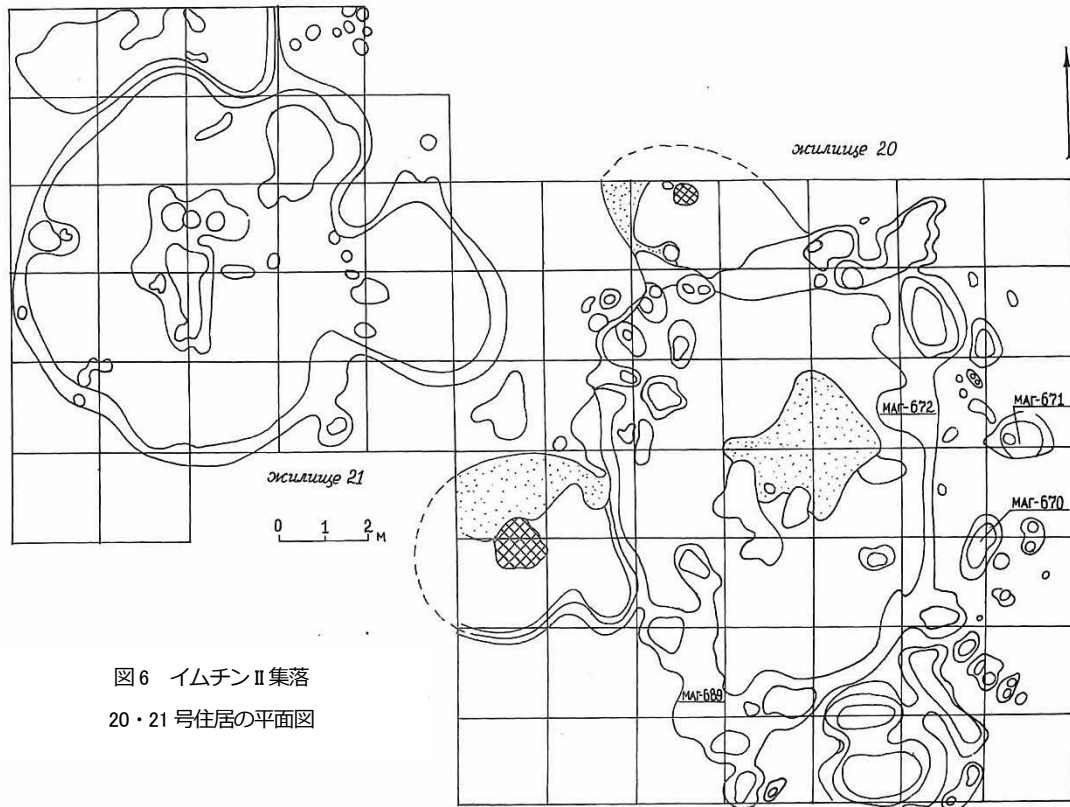 жилище 20
МАГ-672
МАГ-671
жилище 21
0 1 2 м
МАГ-670
МАГ-689
図6 イムチンⅡ集落
20・21号住居の平面図